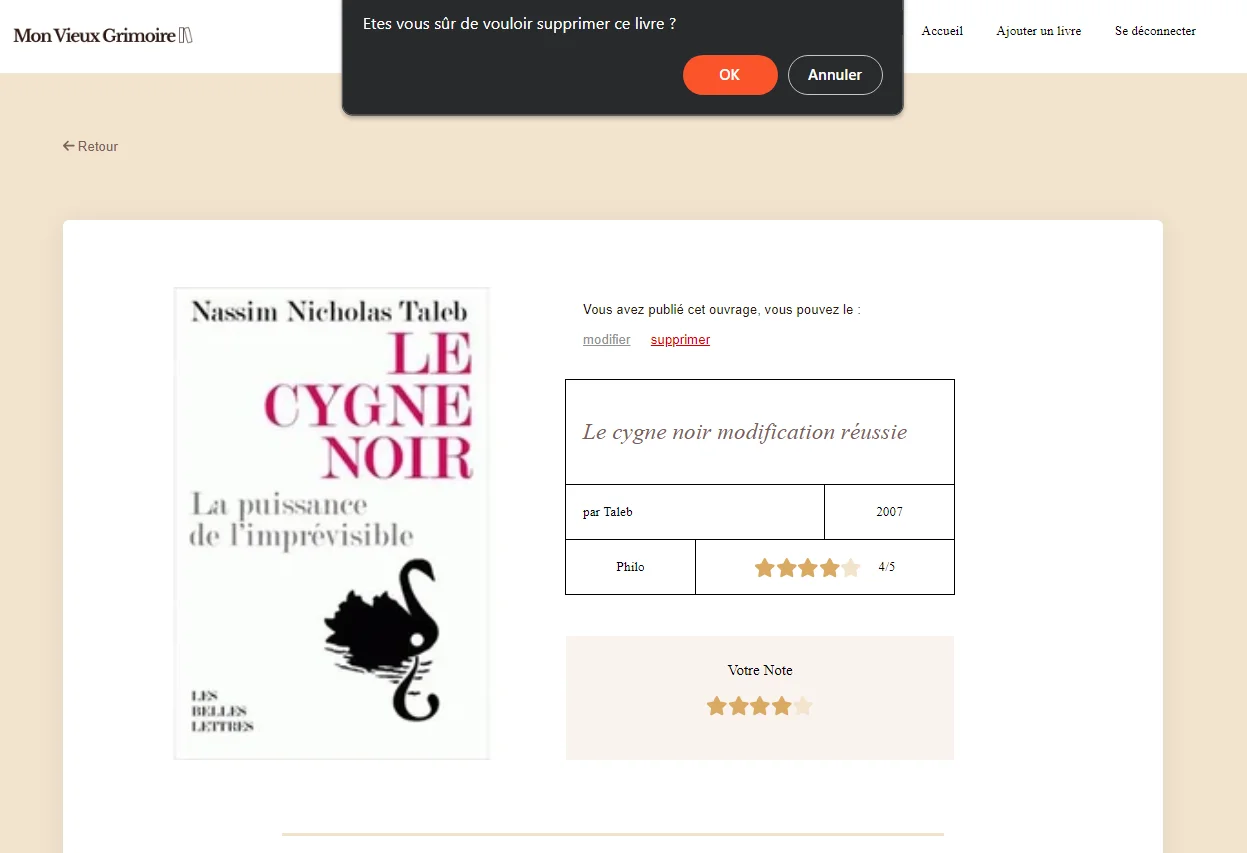 Etes vous sûr de vouloir supprimer ce livre ?
OK
Annuler
Mon Vieux Grimoire
Accueil
Ajouter un livre
Se déconnecter
Retour
Nassim Nicholas Taleb
LE
CYGNE
NOIR
La puissance
de l'imprévisible
LES
BELLES
LETTRES
Vous avez publié cet ouvrage, vous pouvez le :
modifier supprimer
Le cygne noir modification réussie
par Taleb
2007
Philo
4/5
Votre Note